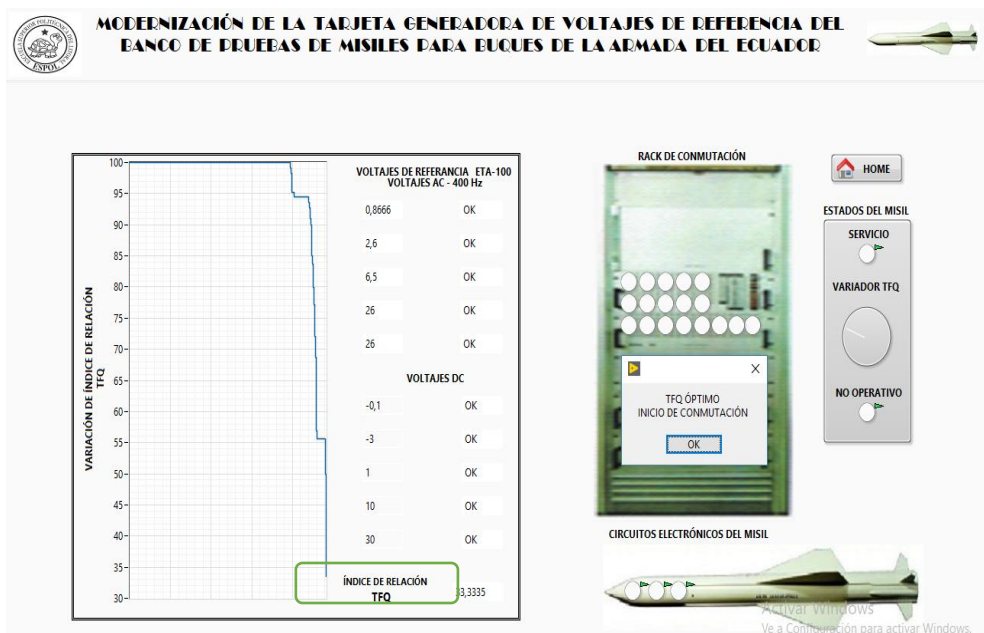 MODERNIZACIÓN DE LA TARJETA GENERADORA DE VOLTAJES DE REFERENCIA DEL
BANCO DE PRUEBAS DE MISILES PARA BUQUES DE LA ARMADA DEL ECUADOR
ESPOL
VARIACIÓN DE ÍNDICE DE RELACIÓN
TFQ
100
95
90
85
80
75
70
65
60
55
50
45
40
35
30
VOLTAJES DE REFERANCIA ETA-100
VOLTAJES AC - 400 Hz
0,8666 OK
2,6 OK
6,5 OK
26 OK
26 OK
VOLTAJES DC
-0,1 OK
-3 OK
1 OK
10 OK
30 OK
ÍNDICE DE RELACIÓN
TFQ
33,3335
RACK DE CONMUTACIÓN
X
TFQ ÓPTIMO
INICIO DE CONMUTACIÓN
OK
HOME
ESTADOS DEL MISIL
SERVICIO
VARIADOR TFQ
NO OPERATIVO
CIRCUITOS ELECTRÓNICOS DEL MISIL
Activar Windows
Ve a Configuración para activar Windows.